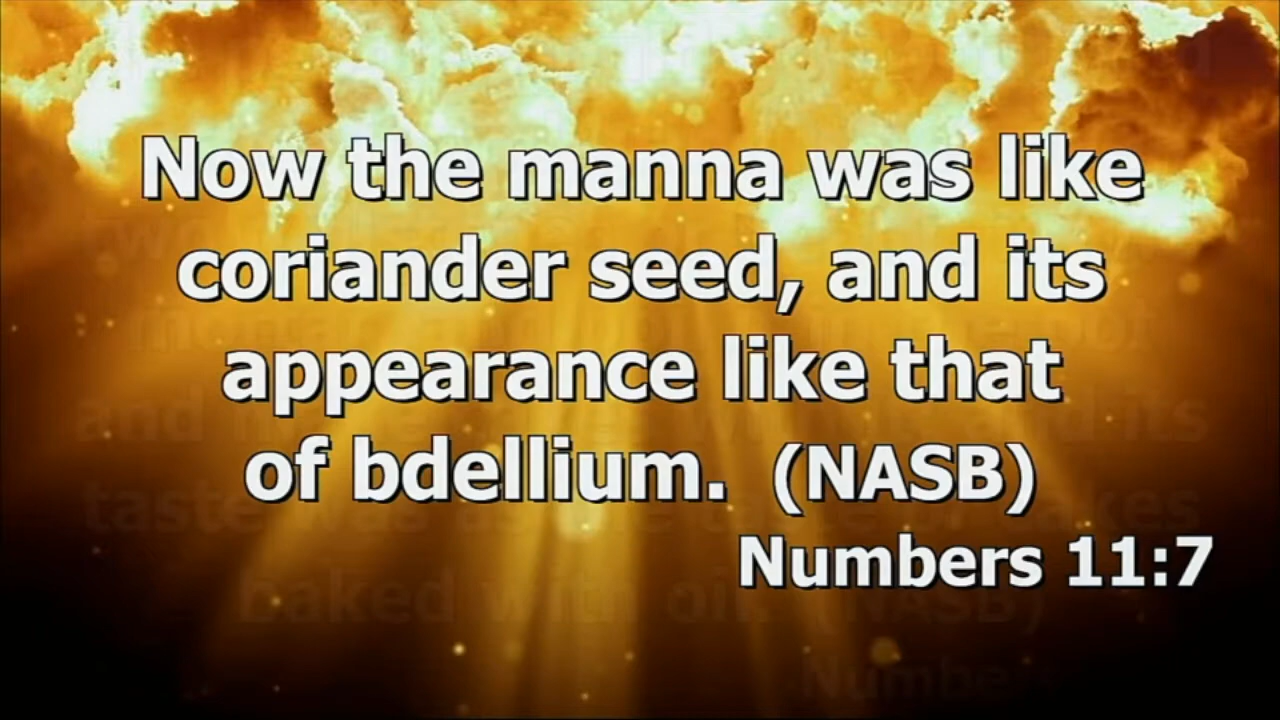 Now the manna was like
coriander seed, and its
appearance like that
of bdellium. (NASB)
Numbers 11:7